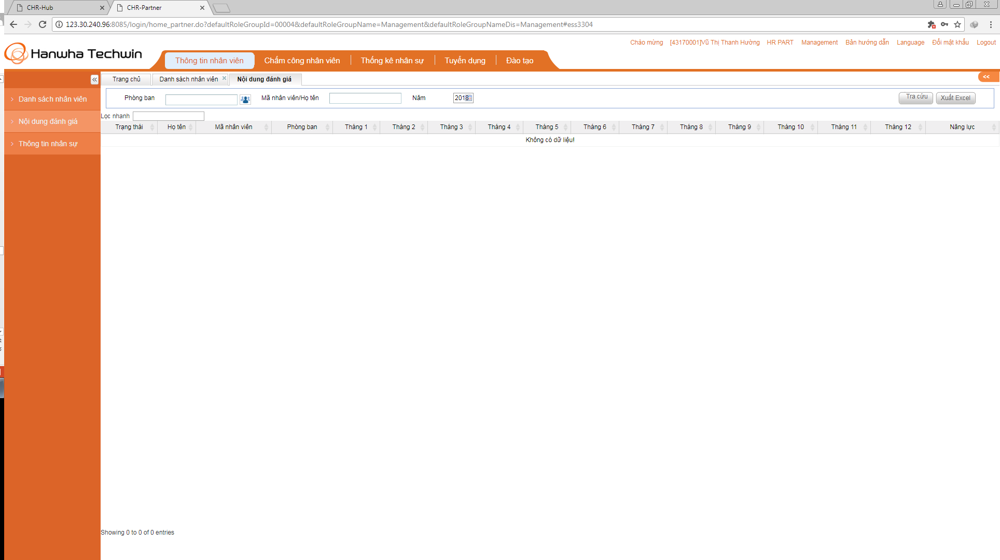 CHR-Hub
CHR-Partner
123.30.240.96:8085/login/home_partner.do?defaultRoleGroupId=00004&defaultRoleGroupName=Management&defaultRoleGroupNameDis=Management#ess3304
Chào mừng [43170001]Vũ Thị Thanh Hường HR PART Management Bản hướng dẫn Language Đổi mật khẩu Logout
Hanwha Techwin
Thông tin nhân viên Chấm công nhân viên Thống kê nhân sự Tuyển dụng Đào tạo
Trang chủ Danh sách nhân viên Nội dung đánh giá <<
Danh sách nhân viên
Nội dung đánh giá
Thông tin nhân sự
Phòng ban Mã nhân viên/Họ tên Năm 2018 Tra cứu Xuất Excel
Lọc nhanh
Trạng thái Họ tên Mã nhân viên Phòng ban Tháng 1 Tháng 2 Tháng 3 Tháng 4 Tháng 5 Tháng 6 Tháng 7 Tháng 8 Tháng 9 Tháng 10 Tháng 11 Tháng 12 Năng lực
Không có dữ liệu!
Showing 0 to 0 of 0 entries